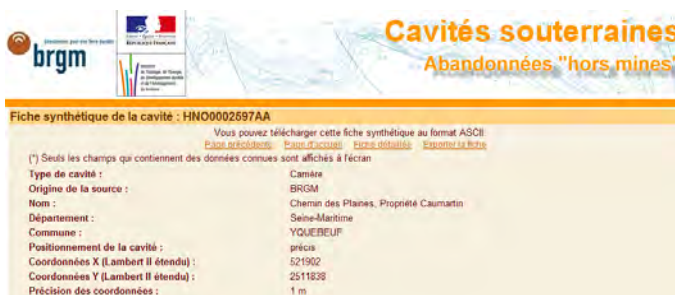 brgm
RÉPUBLIQUE FRANÇAISE
Cavités souterraines
Abandonnées "hors mines"
Fiche synthétique de la cavité : HNO0002597AA
Vous pouvez télécharger cette fiche synthétique au format ASCII
Page précédente Page d'accueil Fiche détaillée Exporter la fiche
(*) Seuls les champs qui contiennent des données connues sont affichés à l'écran
Type de cavité : Carrière
Origine de la source : BRGM
Nom : Chemin des Plaines, Propriété Caumartin
Département : Seine-Maritime
Commune : YQUEBEUF
Positionnement de la cavité : précis
Coordonnées X (Lambert II étendu) : 521902
Coordonnées Y (Lambert II étendu) : 2511838
Précision des coordonnées : 1 m